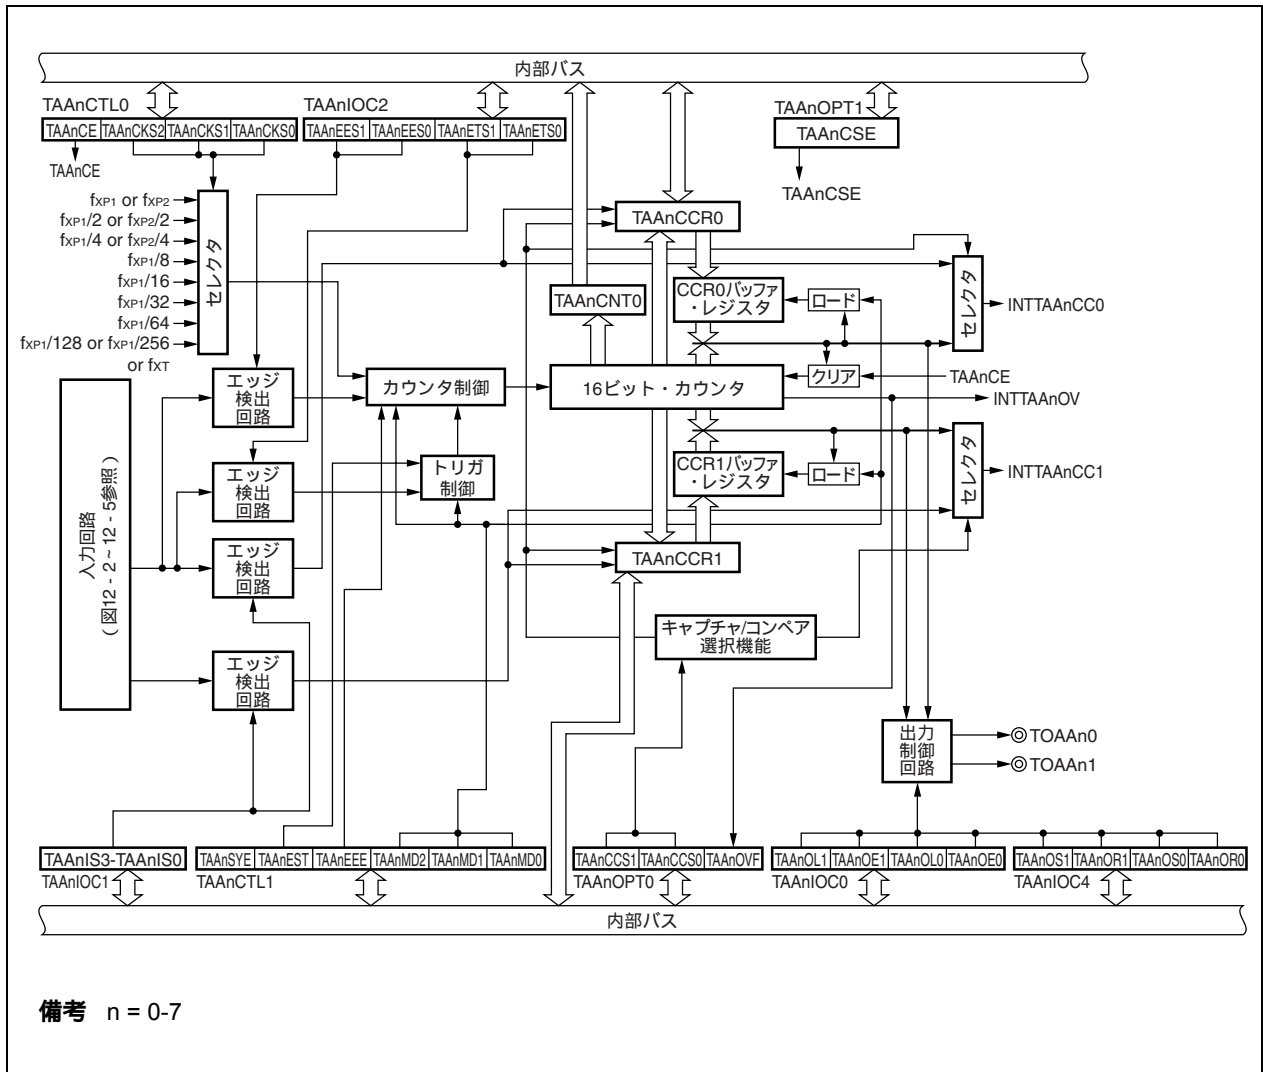 内部バス
TAAnCTL0
TAAnIOC2
TAAnOPT1
TAAnCE TAAnCKS2 TAAnCKS1 TAAnCKS0
TAAnEES1 TAAnEES0 TAAnETS1 TAAnETS0
TAAnCSE
TAAnCE
TAAnCSE
fXP1 or fXP2
fXP1/2 or fXP2/2
fXP1/4 or fXP2/4
fXP1/8
fXP1/16
fXP1/32
fXP1/64
fXP1/128 or fXP1/256
or fXT
セレクタ
TAAnCCR0
TAAnCNT0
CCR0バッファ
・レジスタ
ロード
セレクタ
INTTAAnCC0
エッジ
検出
回路
カウンタ制御
16ビット・カウンタ
クリア
TAAnCE
INTTAAnOV
入力回路
(図12-2~12-5参照)
エッジ
検出
回路
トリガ
制御
CCR1バッファ
・レジスタ
ロード
セレクタ
INTTAAnCC1
エッジ
検出
回路
TAAnCCR1
キャプチャ/コンペア
選択機能
エッジ
検出
回路
出力
制御
回路
TOAAn0
TOAAn1
TAAnIS3-TAAnIS0
TAAnSYE TAAnEST TAAnEEE TAAnMD2 TAAnMD1 TAAnMD0
TAAnCCS1 TAAnCCS0 TAAnOVF
TAAnOL1 TAAnOE1 TAAnOL0 TAAnOE0
TAAnOS1 TAAnOR1 TAAnOS0 TAAnOR0
TAAnIOC1
TAAnCTL1
TAAnOPT0
TAAnIOC0
TAAnIOC4
内部バス
備考 n = 0-7